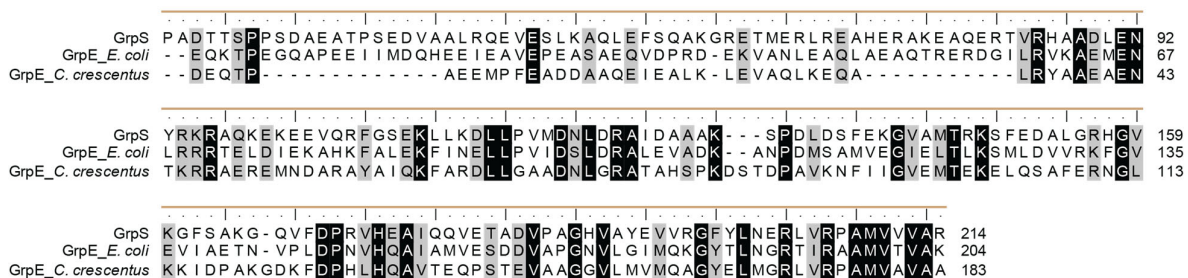 GrpS PADTTSPPSDAEATPSEDVAALRQEVESLKAQLEFSQAKGRETMERLREAHERAKEAQERTVRHAADLEN 92
GrpE_E. coli --EQKTPEGQAPEEIIMDQHEEIEAVEPEASAEQVDPRD-EKVANLEAQLAEAQTRERDGILRVKAEMEN 67
GrpE_C. crescentus --DEQTP-------------AEEMPFEADDAAQEIEALK-LEVAQLKEQA-----------LRYAAEAEN 43
GrpS YRKRAQKEKEEVQRFGSEKLLKDLLPVMDNLDRAIDAAAK---SPDLDSFEKGVAMTRKSFEDALGRHGV 159
GrpE_E. coli LRRRTELDIEKAHKFALEKFINELLPVIDSLDRALEVADK--ANPDMSAMVEGIELTLKSMLDVVRKFGV 135
GrpE_C. crescentus TKRRAEREMNDARAYAIQKFARDLLGAADNLGRATAHSPKDSTDPAVKNFIIGVEMTEKELQSAFERNGL 113
GrpS KGFSAKG-QVFDPRVHEAIQQVETADVPAGHVAYEVVRGFYLNERLVRPAMVVVAR 214
GrpE_E. coli EVIAETN-VPLDPNVHQAIAMVESDDVAPGNVLGIMQKGYTLNGRTIRAAMVTVAK 204
GrpE_C. crescentus KKIDPAKGDKFDPHLHQAVTEQPSTEVAAGGVLMVMQAGYELMGRLVRPAMVAVAA 183